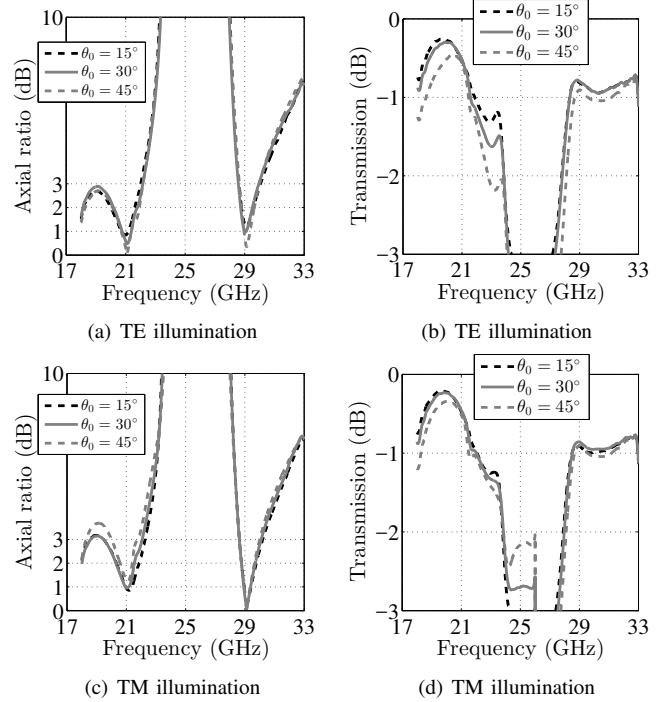 10
θ₀ = 15°
θ₀ = 30°
θ₀ = 45°
3
2
1
0
17 21 25 29 33
Axial ratio (dB)
Frequency (GHz)
(a) TE illumination
θ₀ = 15°
θ₀ = 30°
θ₀ = 45°
0
−1
−2
−3
17 21 25 29 33
Transmission (dB)
Frequency (GHz)
(b) TE illumination
10
θ₀ = 15°
θ₀ = 30°
θ₀ = 45°
3
2
1
0
17 21 25 29 33
Axial ratio (dB)
Frequency (GHz)
(c) TM illumination
θ₀ = 15°
θ₀ = 30°
θ₀ = 45°
0
−1
−2
−3
17 21 25 29 33
Transmission (dB)
Frequency (GHz)
(d) TM illumination